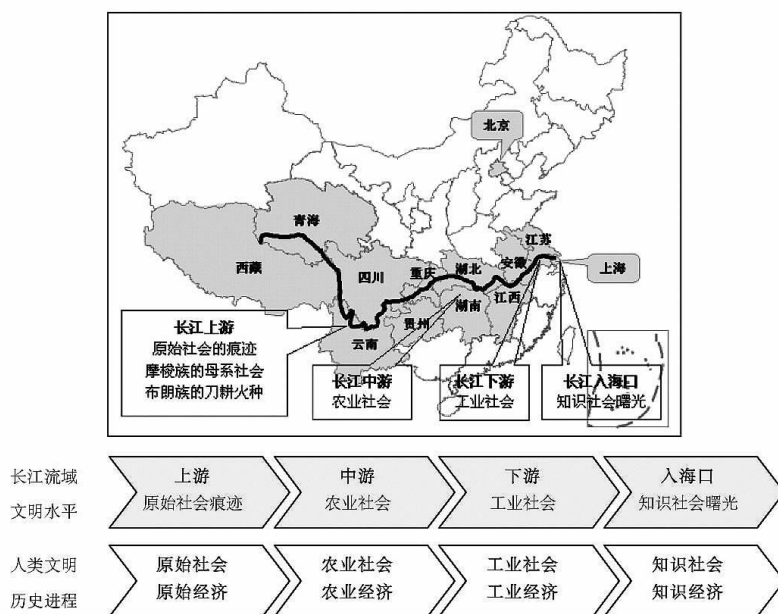 北京
青海
西藏
四川
重庆
湖北
安徽
江苏
上海
江西
湖南
贵州
云南
长江上游
原始社会的痕迹
摩梭族的母系社会
布朗族的刀耕火种
长江中游
农业社会
长江下游
工业社会
长江入海口
知识社会曙光
长江流域
文明水平
上游
原始社会痕迹
中游
农业社会
下游
工业社会
入海口
知识社会曙光
人类文明
历史进程
原始社会
原始经济
农业社会
农业经济
工业社会
工业经济
知识社会
知识经济